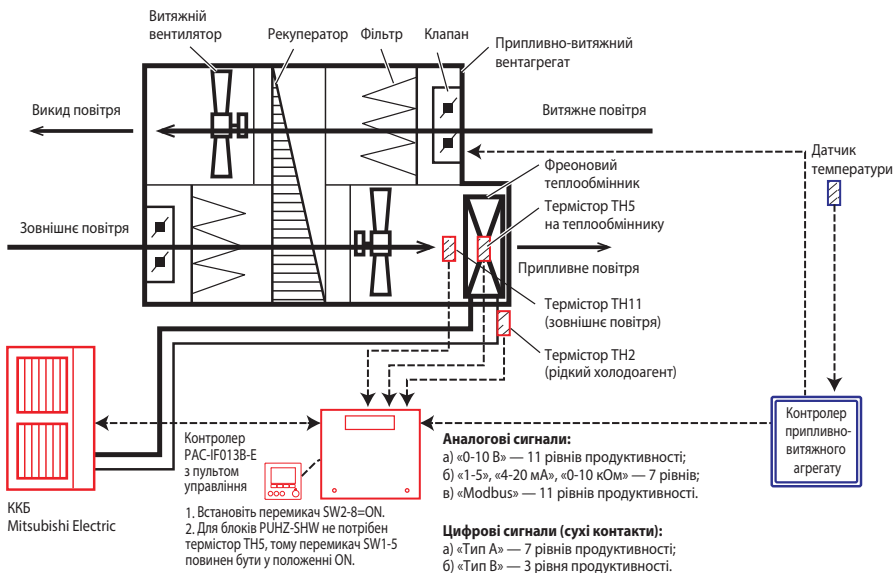 Витяжній
вентилятор
Рекуператор
Фільтр
Клапан
Припливно-витяжний
вентагрегат
Викид повітря
Витяжне повітря
Датчик
температури
Фреоновий
теплообмінник
Термістор TH5
на теплообміннику
Зовнішнє повітря
Припливне повітря
Термістор TH11
(зовнішнє повітря)
Термістор TH2
(рідкий холодоагент)
Контролер
PAC-IF013B-E
з пультом
управління
Контролер
припливно-
витяжного
агрегату
ККБ
Mitsubishi Electric
1. Встановіть перемикач SW2-8=ON.
2. Для блоків PUHZ-SHW не потрібен
термістор TH5, тому перемикач SW1-5
повинен бути у положенні ON.
Аналогові сигнали:
а) «0-10 В» — 11 рівнів продуктивності;
б) «1-5», «4-20 мА», «0-10 кОм» — 7 рівнів;
в) «Modbus» — 11 рівнів продуктивності.
Цифрові сигнали (сухі контакти):
а) «Тип А» — 7 рівнів продуктивності;
б) «Тип В» — 3 рівня продуктивності.